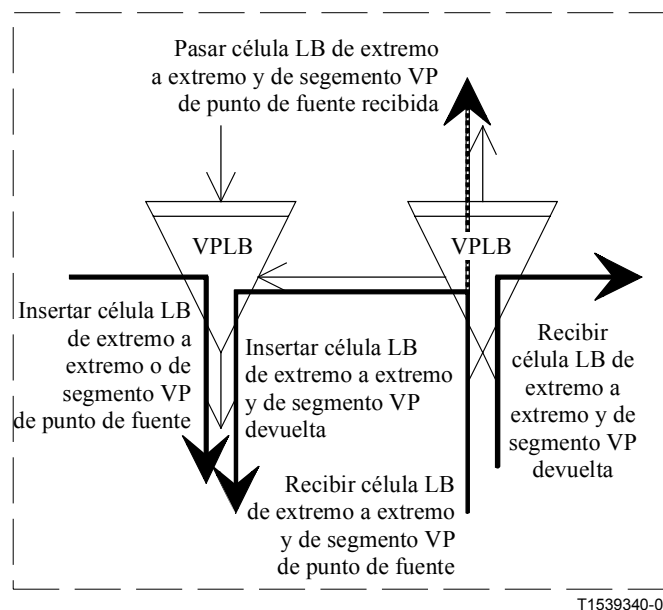 Pasar célula LB de extremo
a extremo y de segemento VP
de punto de fuente recibida
VPLB
VPLB
Insertar célula LB
de extremo a
extremo o de
segmento VP
de punto de fuente
Insertar célula LB
de extremo a extremo
y de segmento VP
devuelta
Recibir
célula LB de
extremo a
extremo y de
segmento VP
devuelta
Recibir célula LB
de extremo a extremo
y de segmento VP
de punto de fuente
T1539340-0